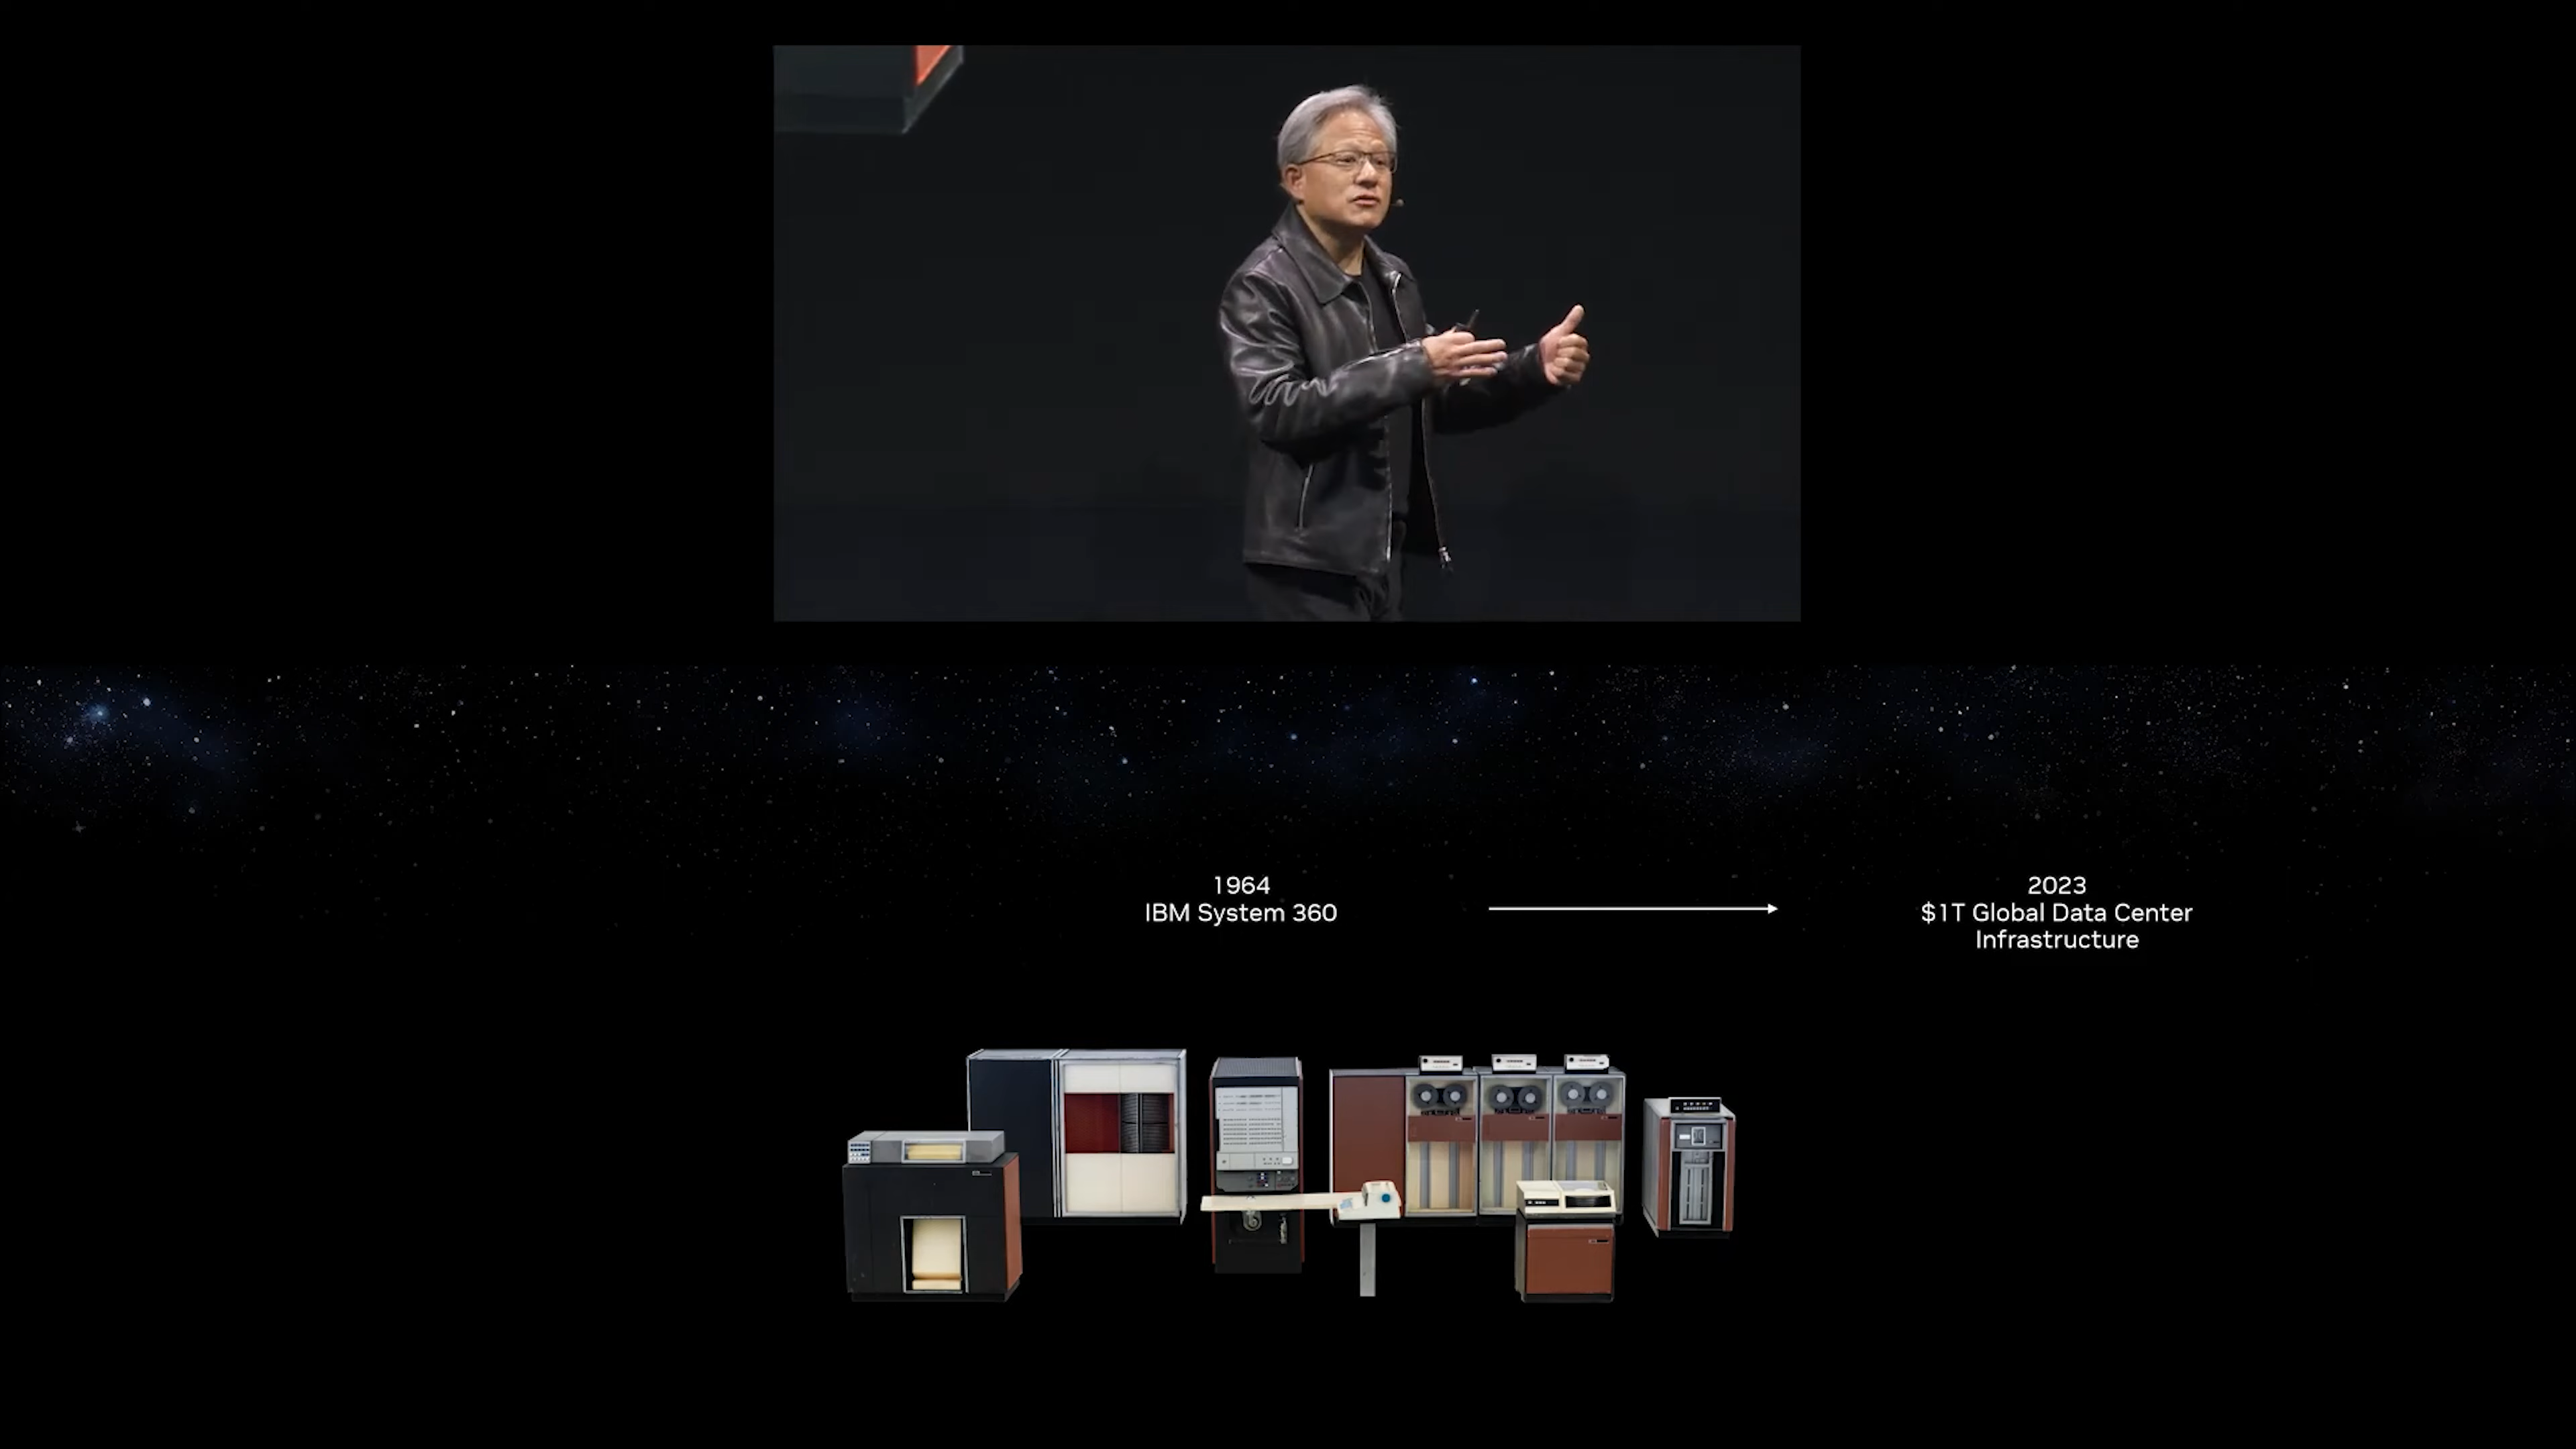 1964
IBM System 360
2023
$1T Global Data Center
Infrastructure